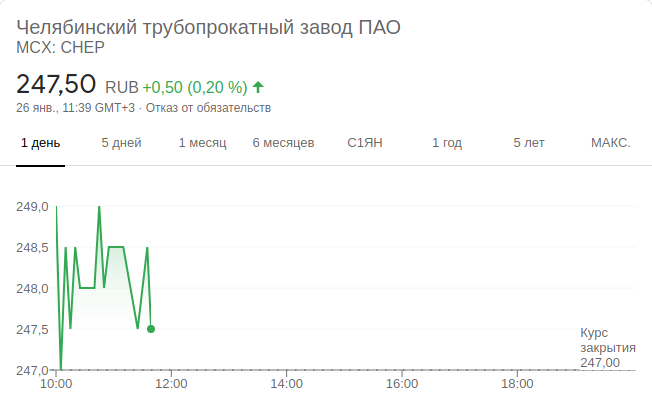 Челябинский трубопрокатный завод ПАО
MCX: CHEP
247,50 RUB +0,50 (0,20 %)
26 янв., 11:39 GMT+3 · Отказ от обязательств
1 день 5 дней 1 месяц 6 месяцев С1ЯН 1 год 5 лет МАКС.
249,0
248,5
248,0
247,5
Курс
закрытия
247,00
247,0
10:00 12:00 14:00 16:00 18:00